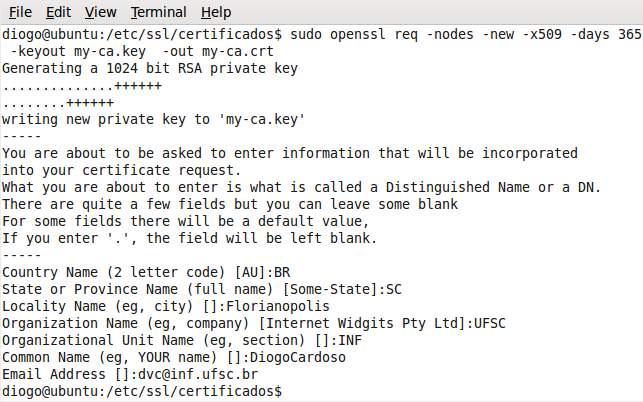 File Edit View Terminal Help
diogo@ubuntu:/etc/ssl/certificados$ sudo openssl req -nodes -new -x509 -days 365
 -keyout my-ca.key  -out my-ca.crt
Generating a 1024 bit RSA private key
..............++++++
........++++++
writing new private key to 'my-ca.key'
-----
You are about to be asked to enter information that will be incorporated
into your certificate request.
What you are about to enter is what is called a Distinguished Name or a DN.
There are quite a few fields but you can leave some blank
For some fields there will be a default value,
If you enter '.', the field will be left blank.
-----
Country Name (2 letter code) [AU]:BR
State or Province Name (full name) [Some-State]:SC
Locality Name (eg, city) []:Florianopolis
Organization Name (eg, company) [Internet Widgits Pty Ltd]:UFSC
Organizational Unit Name (eg, section) []:INF
Common Name (eg, YOUR name) []:DiogoCardoso
Email Address []:dvc@inf.ufsc.br
diogo@ubuntu:/etc/ssl/certificados$